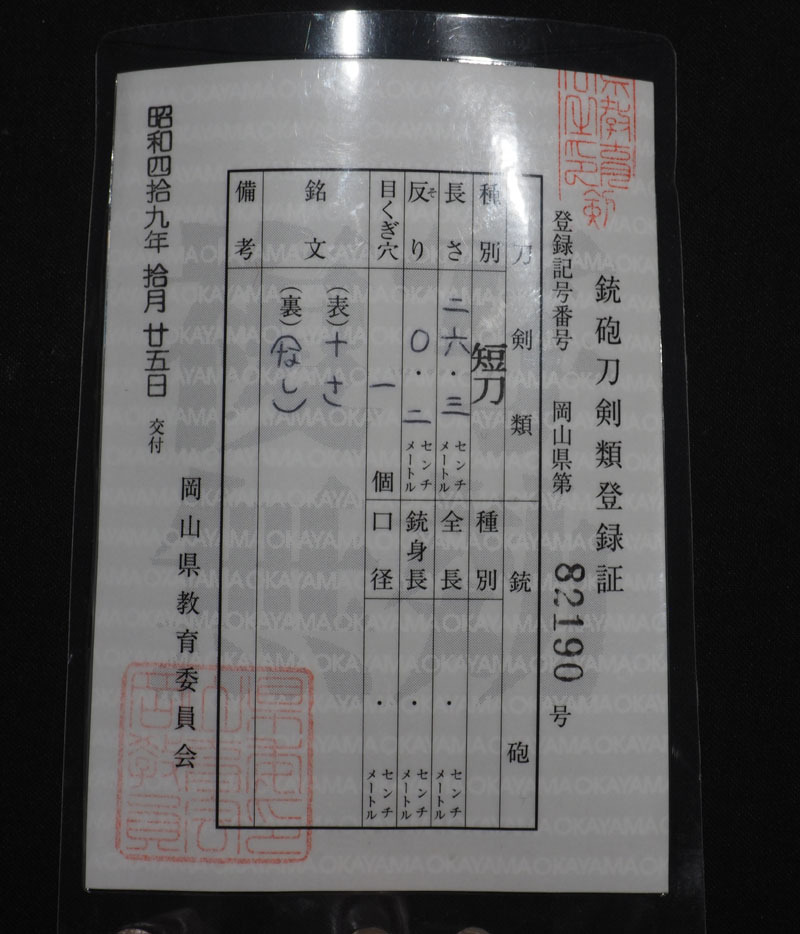 銃砲刀剣類登録証
登録記号番号 岡山県第 82190 号
刀剣類 銃砲
種別 短刀 種別
長さ 二六・三 センチメートル 全長 ・ センチメートル
反り 〇・二 センチメートル 銃身長 ・ センチメートル
そ
目くぎ穴 一 個 口径 ・ センチメートル
銘文 (表)
(裏)(なし)
備考
昭和四拾九年拾月廿五日 交付
岡山県教育委員会
OKAYAMA